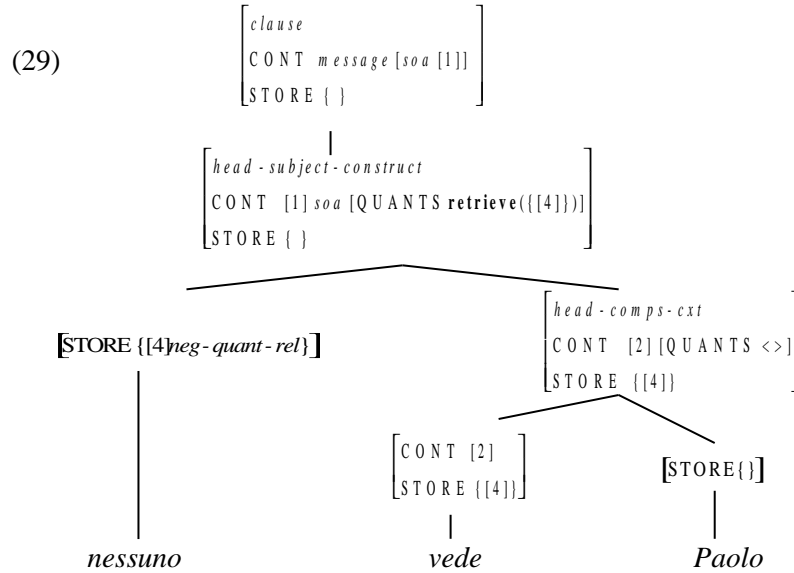 (29)
clause
CONT message [soa [1]]
STORE { }
head-subject-construct
CONT [1] soa [QUANTS retrieve({[4]})]
STORE { }
[STORE {[4]neg-quant-rel}]
head-comps-cxt
CONT [2] [QUANTS <>]
STORE {[4]}
CONT [2]
STORE {[4]}
[STORE{}]
nessuno vede Paolo